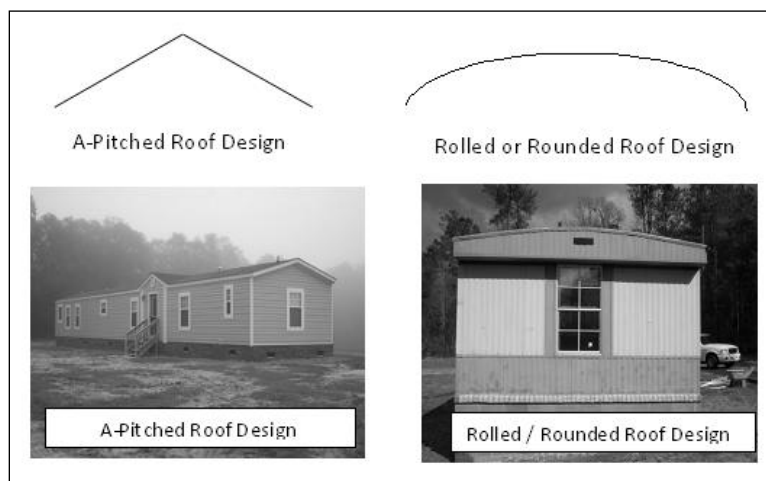 A-Pitched Roof Design
Rolled or Rounded Roof Design
A-Pitched Roof Design
Rolled / Rounded Roof Design